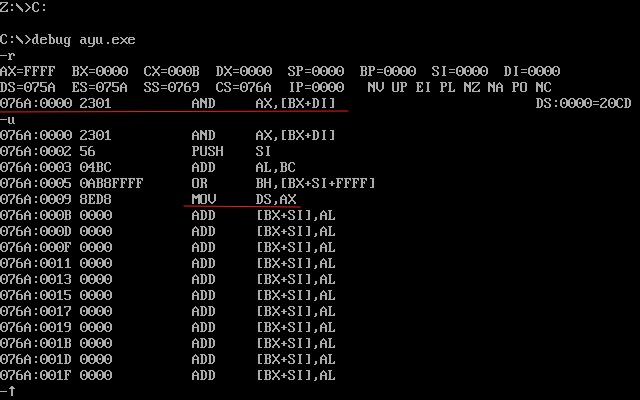 Z:\>C:
C:\>debug ayu.exe
-r
AX=FFFF  BX=0000  CX=000B  DX=0000  SP=0000  BP=0000  SI=0000  DI=0000
DS=075A  ES=075A  SS=0769  CS=076A  IP=0000   NV UP EI PL NZ NA PO NC
076A:0000 2301          AND     AX,[BX+DI]                         DS:0000=20CD
-u
076A:0000 2301          AND     AX,[BX+DI]
076A:0002 56            PUSH    SI
076A:0003 04BC          ADD     AL,BC
076A:0005 0AB8FFFF      OR      BH,[BX+SI+FFFF]
076A:0009 8ED8          MOV     DS,AX
076A:000B 0000          ADD     [BX+SI],AL
076A:000D 0000          ADD     [BX+SI],AL
076A:000F 0000          ADD     [BX+SI],AL
076A:0011 0000          ADD     [BX+SI],AL
076A:0013 0000          ADD     [BX+SI],AL
076A:0015 0000          ADD     [BX+SI],AL
076A:0017 0000          ADD     [BX+SI],AL
076A:0019 0000          ADD     [BX+SI],AL
076A:001B 0000          ADD     [BX+SI],AL
076A:001D 0000          ADD     [BX+SI],AL
076A:001F 0000          ADD     [BX+SI],AL
-↑